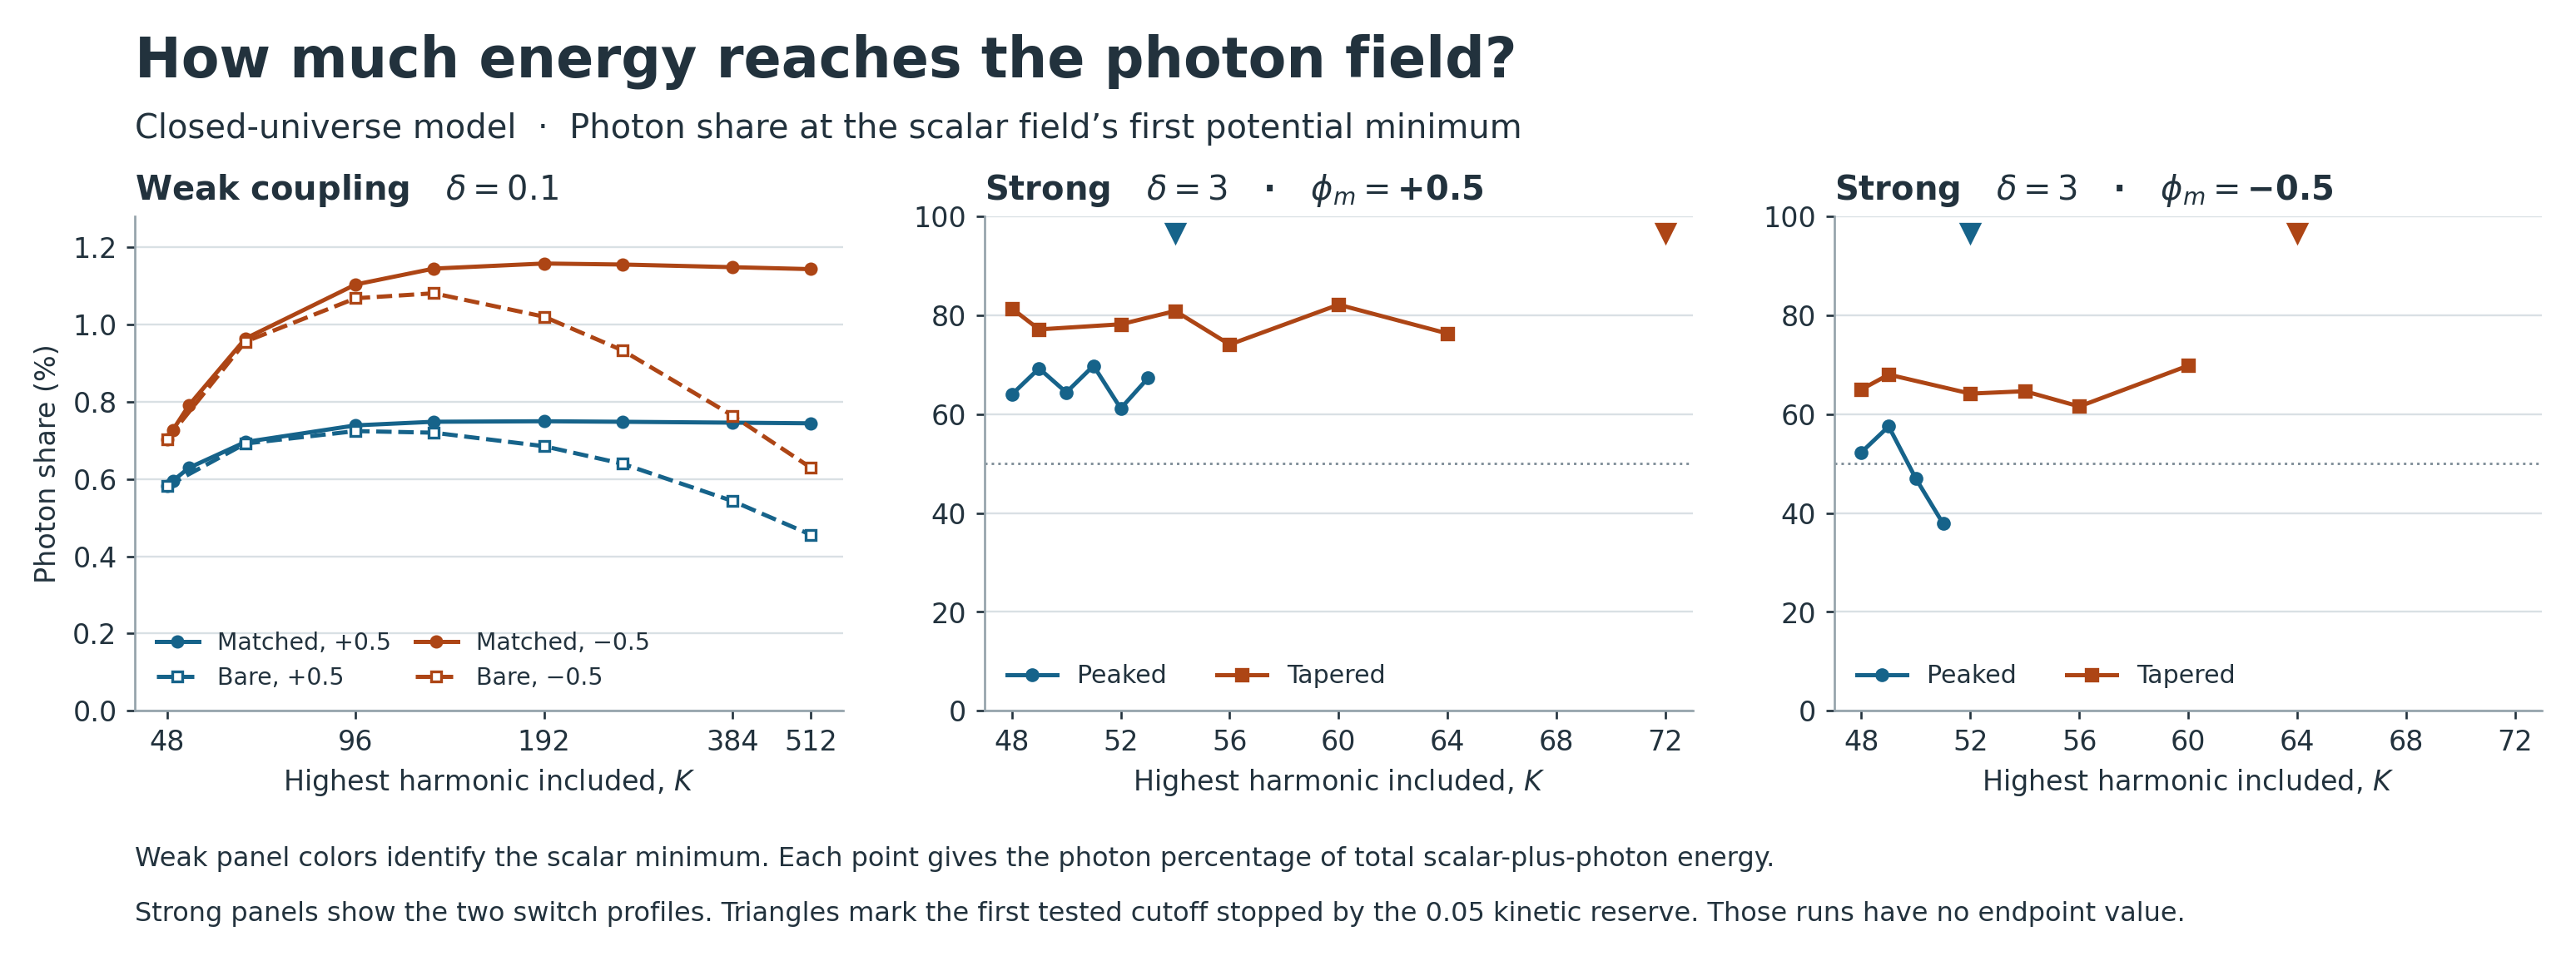 How much energy reaches the photon field?
Closed-universe model · Photon share at the scalar field’s first potential minimum
Weak coupling δ = 0.1
Photon share (%)
1.2
1.0
0.8
0.6
0.4
0.2
0.0
Matched, +0.5
Matched, −0.5
Bare, +0.5
Bare, −0.5
48 96 192 384 512
Highest harmonic included, K
Strong δ = 3 · ϕm = +0.5
100
80
60
40
20
0
Peaked
Tapered
48 52 56 60 64 68 72
Highest harmonic included, K
Strong δ = 3 · ϕm = −0.5
100
80
60
40
20
0
Peaked
Tapered
48 52 56 60 64 68 72
Highest harmonic included, K
Weak panel colors identify the scalar minimum. Each point gives the photon percentage of total scalar-plus-photon energy.
Strong panels show the two switch profiles. Triangles mark the first tested cutoff stopped by the 0.05 kinetic reserve. Those runs have no endpoint value.